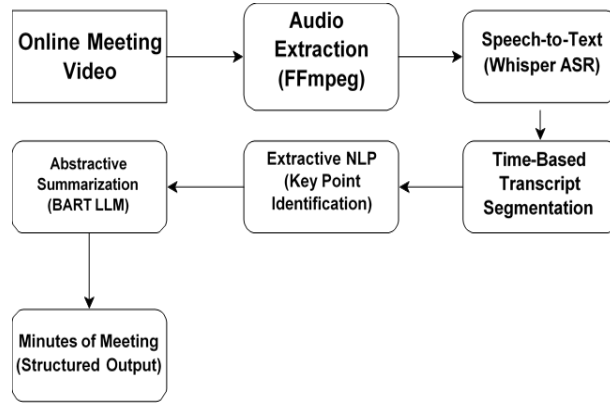 Online Meeting
Video
Audio
Extraction
(FFmpeg)
Speech-to-Text
(Whisper ASR)
Time-Based
Transcript
Segmentation
Extractive NLP
(Key Point
Identification)
Abstractive
Summarization
(BART LLM)
Minutes of Meeting
(Structured Output)